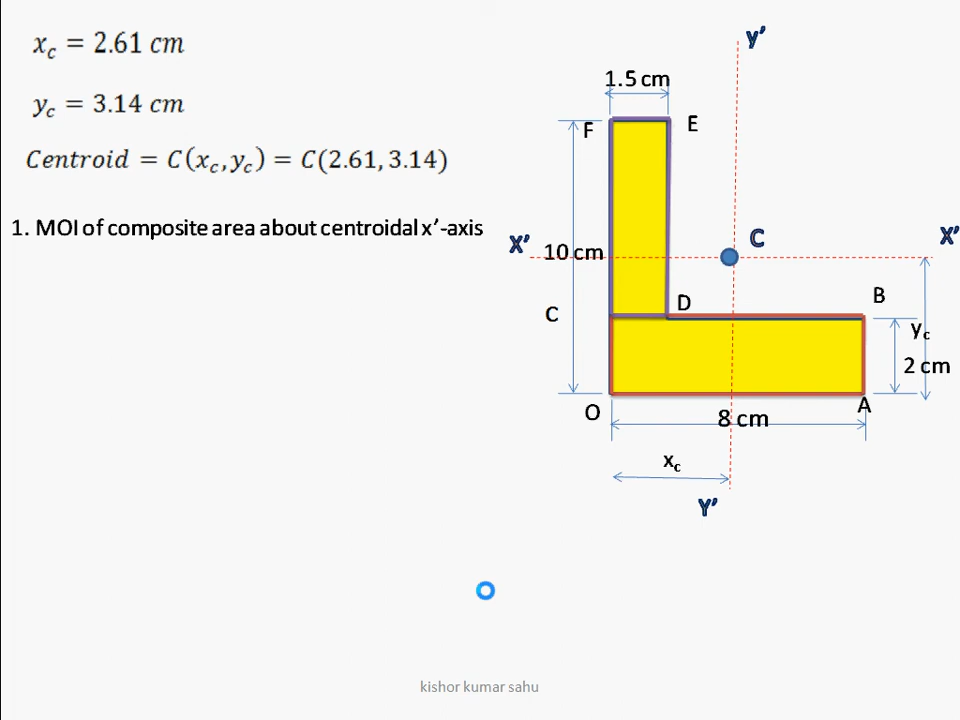 x_c = 2.61 cm
y_c = 3.14 cm
Centroid = C(x_c, y_c) = C(2.61, 3.14)
1. MOI of composite area about centroidal x’-axis
y’
1.5 cm
F
E
X’
10 cm
C
X’
C
D
B
y_c
2 cm
O
A
8 cm
x_c
Y’
kishor kumar sahu